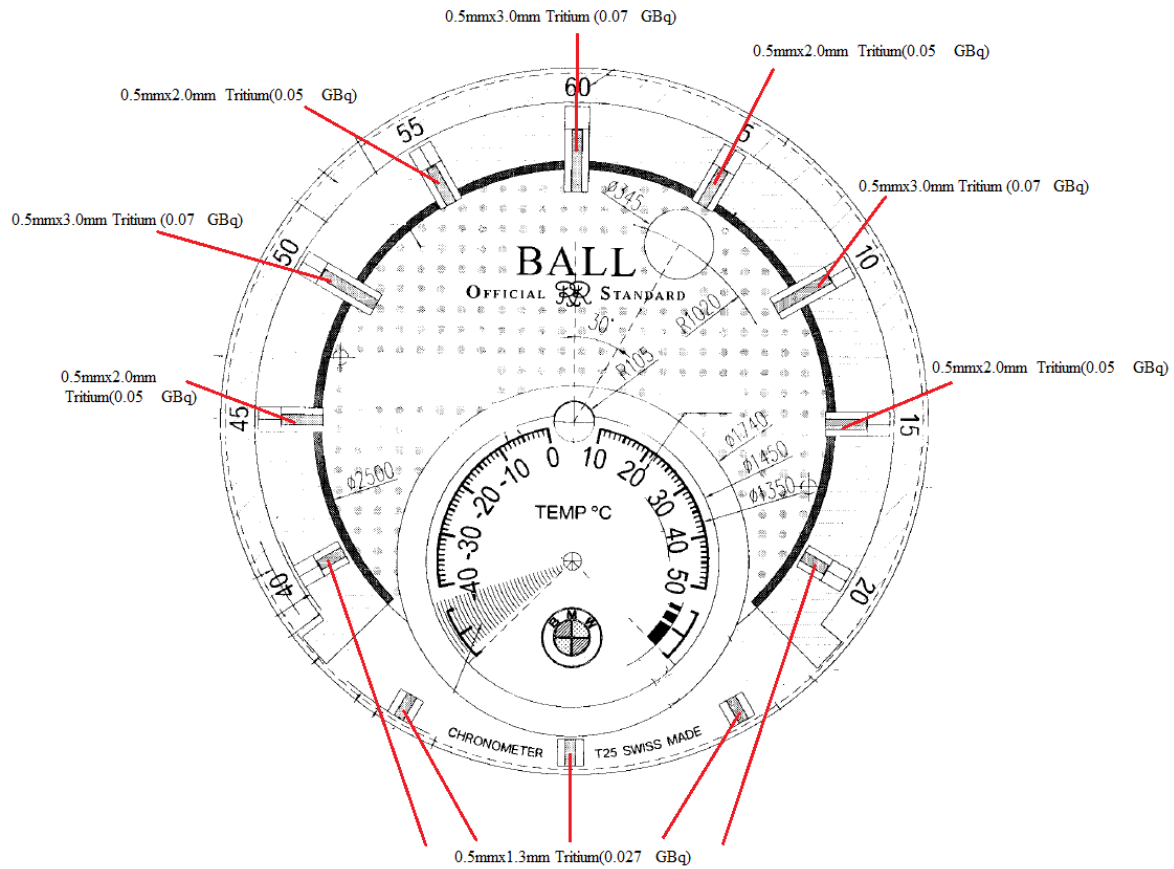 0.5mmx3.0mm Tritium (0.07 GBq)
0.5mmx2.0mm Tritium(0.05 GBq)
0.5mmx2.0mm Tritium(0.05 GBq)
60
55
5
0.5mmx3.0mm Tritium (0.07 GBq)
Ø345
0.5mmx3.0mm Tritium (0.07 GBq)
50
10
BALL
OFFICIAL RR STANDARD
R1020
30°
R105
0.5mmx2.0mm
Tritium(0.05 GBq)
0.5mmx2.0mm Tritium(0.05 GBq)
45
15
Ø1740
Ø1450
Ø1350
Ø2500
-40
-30
-20
-10
0
10
20
30
40
50
TEMP °C
40
20
BMW
CHRONOMETER T25 SWISS MADE
0.5mmx1.3mm Tritium(0.027 GBq)